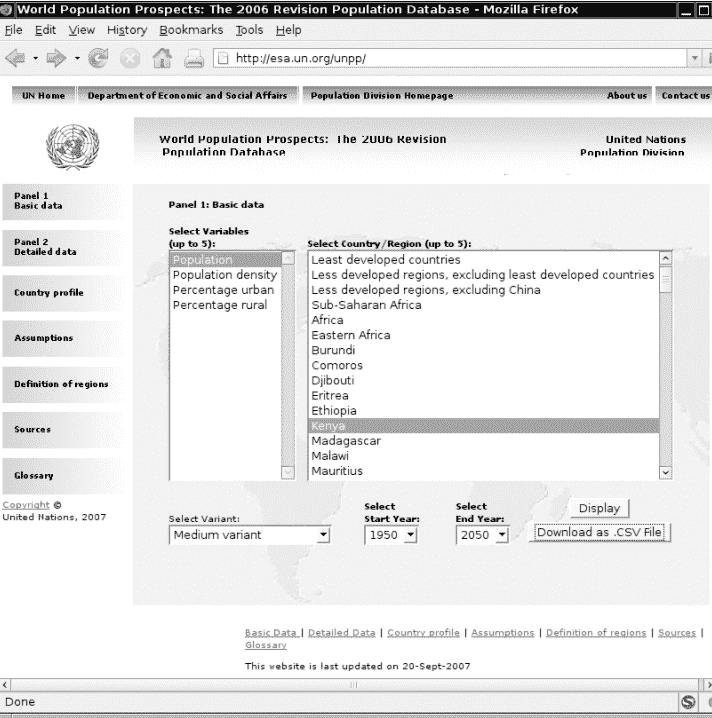 World Population Prospects: The 2006 Revision Population Database - Mozilla Firefox
File Edit View History Bookmarks Tools Help
http://esa.un.org/unpp/
UN Home Department of Economic and Social Affairs Population Division Homepage About us Contact us
World Population Prospects: The 2006 Revision
Population Database
United Nations
Population Division
Panel 1
Basic data
Panel 2
Detailed data
Country profile
Assumptions
Definition of regions
Sources
Glossary
Copyright ©
United Nations, 2007
Panel 1: Basic data
Select Variables
(up to 5):
Population
Population density
Percentage urban
Percentage rural
Select Country/Region (up to 5):
Least developed countries
Less developed regions, excluding least developed countries
Less developed regions, excluding China
Sub-Saharan Africa
Africa
Eastern Africa
Burundi
Comoros
Djibouti
Eritrea
Ethiopia
Kenya
Madagascar
Malawi
Mauritius
Select Variant:
Medium variant
Select
Start Year:
1950
Select
End Year:
2050
Display
Download as .CSV File
Basic Data | Detailed Data | Country profile | Assumptions | Definition of regions | Sources |
Glossary
This website is last updated on 20-Sept-2007
Done